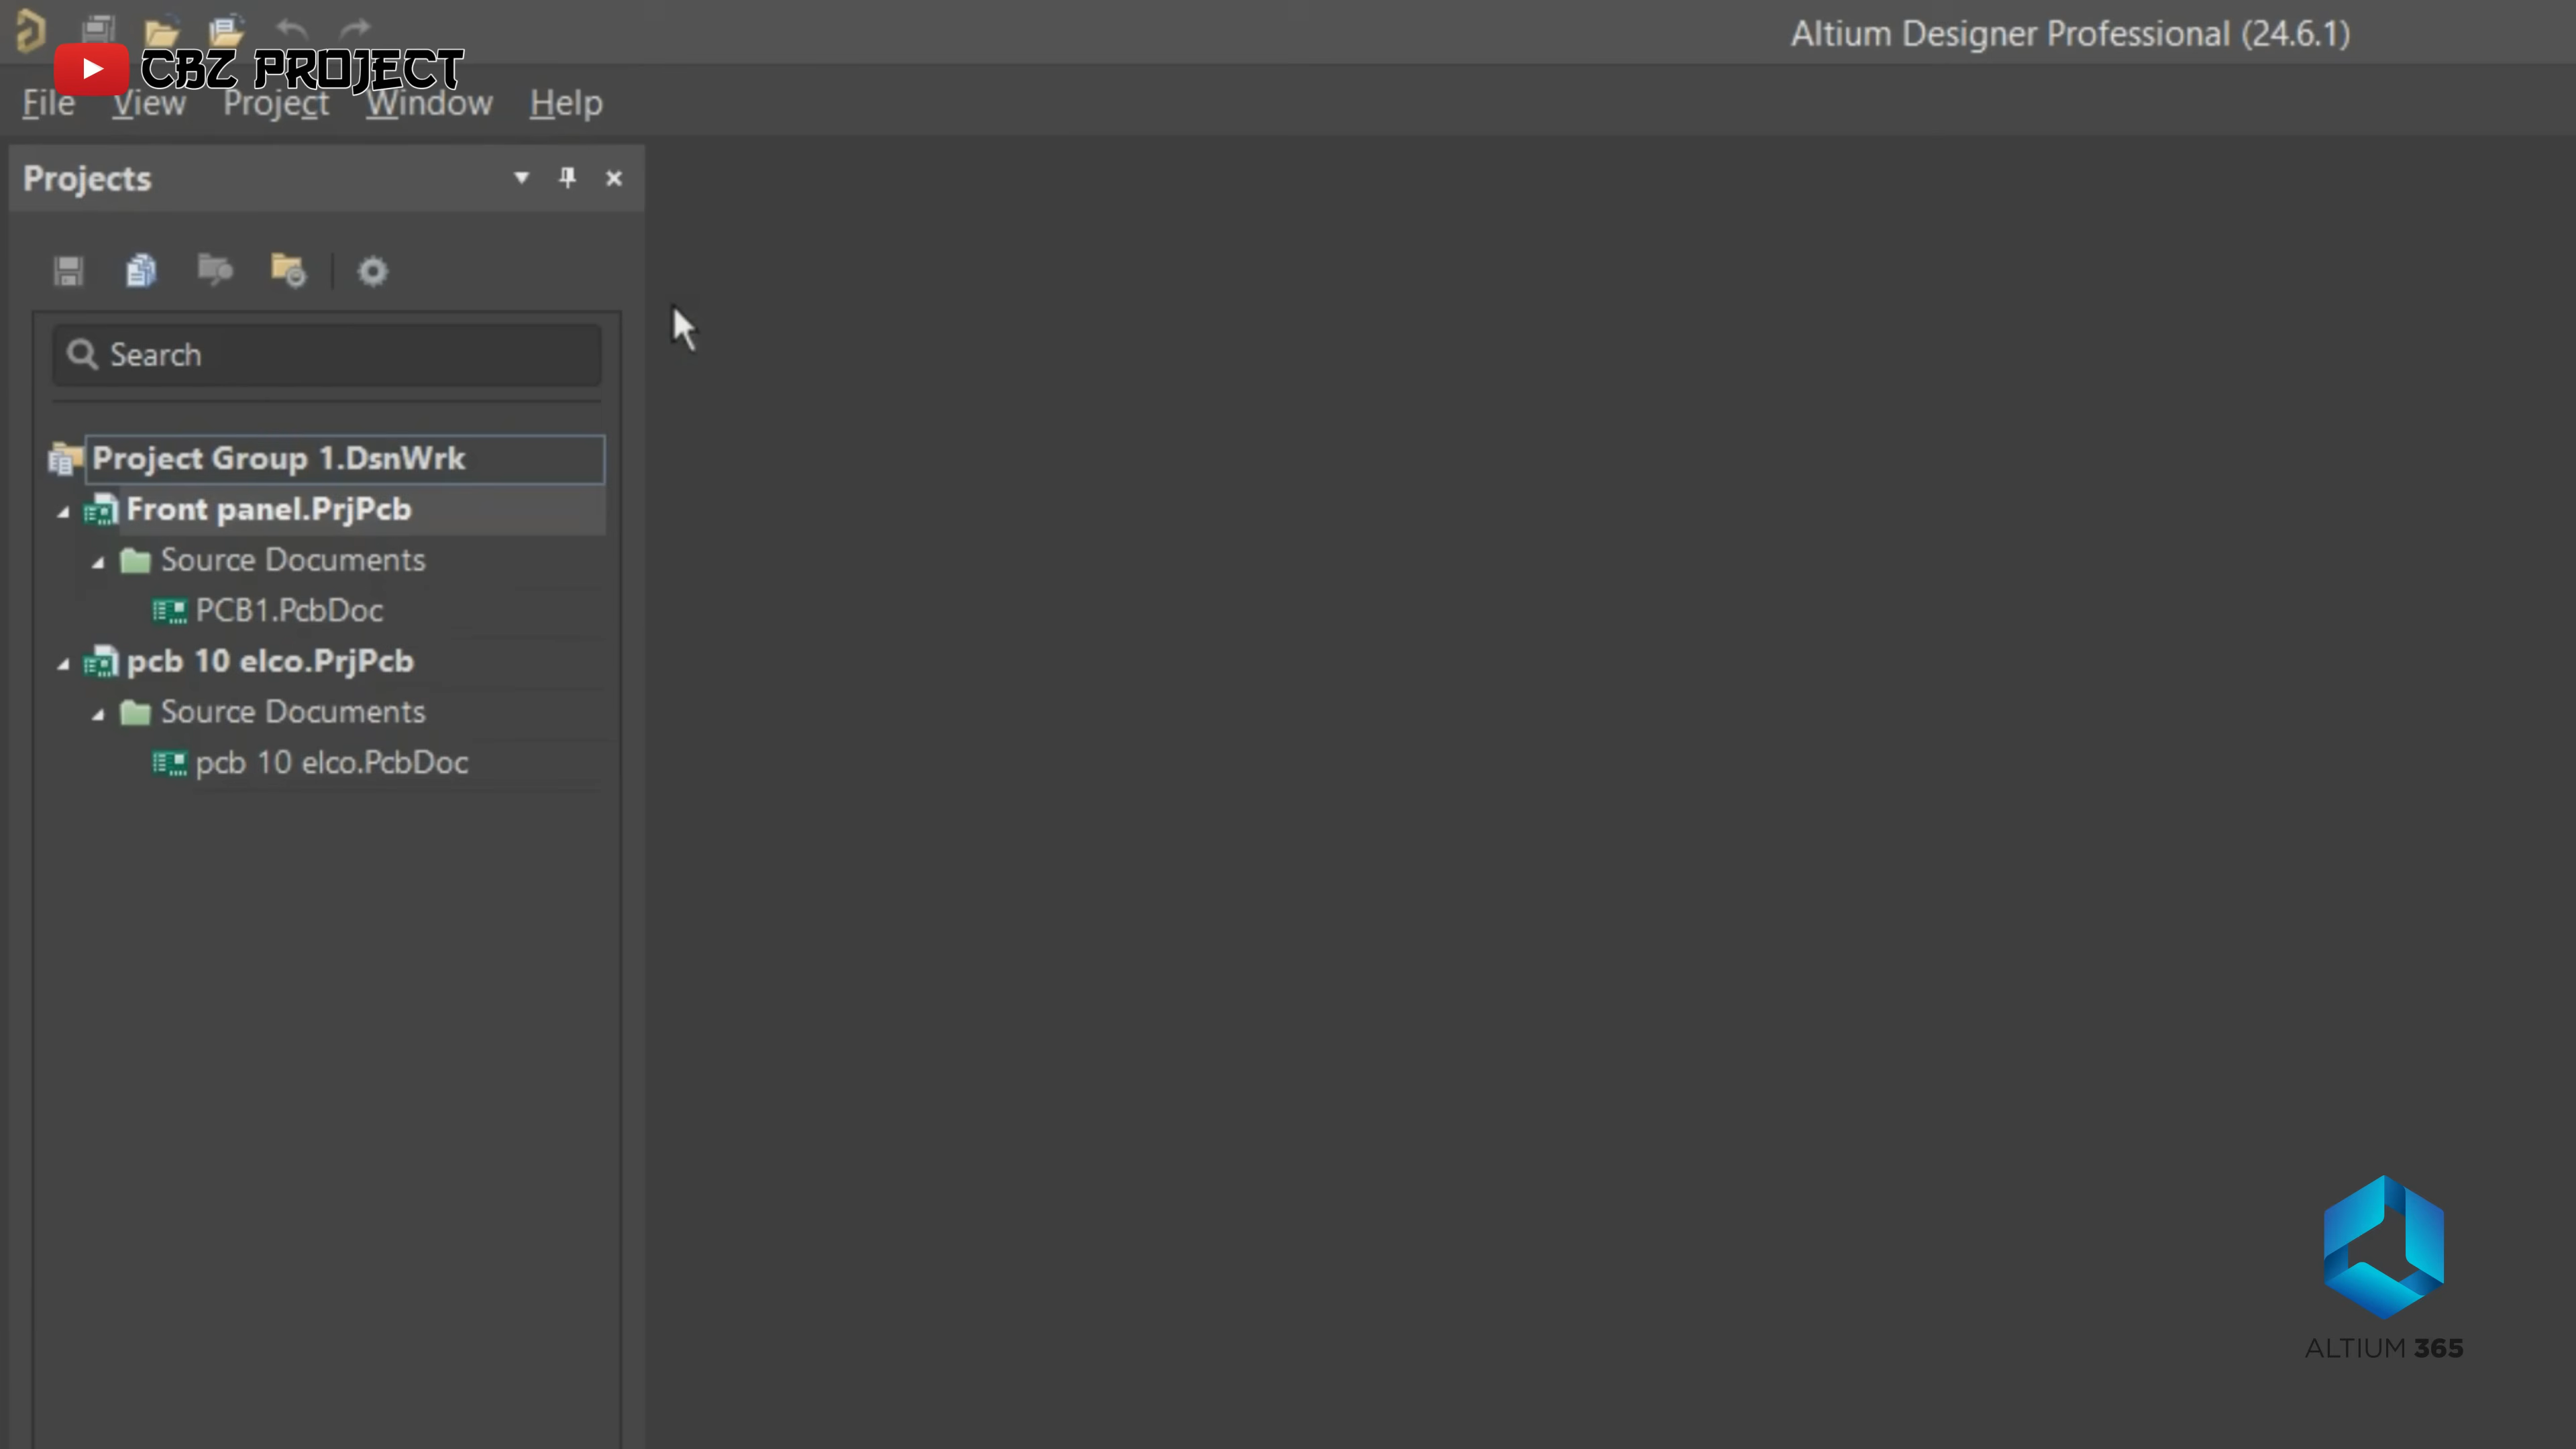 Altium Designer Professional (24.6.1)
CBZ PROJECT
File View Project Window Help
Projects
Search
Project Group 1.DsnWrk
Front panel.PrjPcb
Source Documents
PCB1.PcbDoc
pcb 10 elco.PrjPcb
Source Documents
pcb 10 elco.PcbDoc
ALTIUM 365